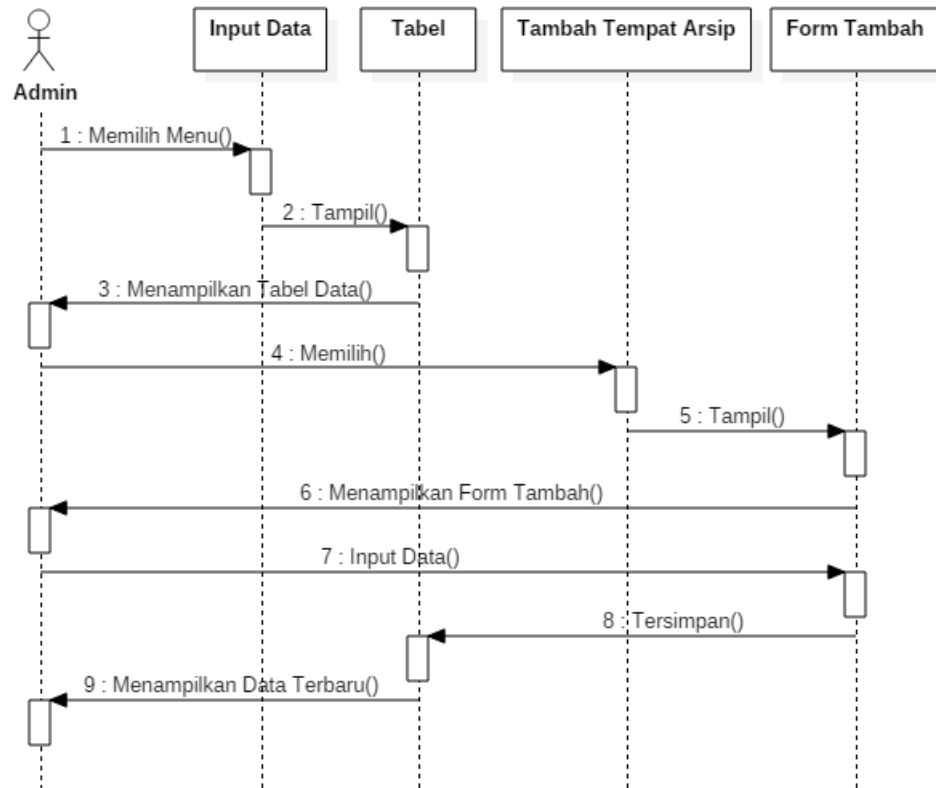 Input Data
Tabel
Tambah Tempat Arsip
Form Tambah
Admin
1 : Memilih Menu()
2 : Tampil()
3 : Menampilkan Tabel Data()
4 : Memilih()
5 : Tampil()
6 : Menampilkan Form Tambah()
7 : Input Data()
8 : Tersimpan()
9 : Menampilkan Data Terbaru()